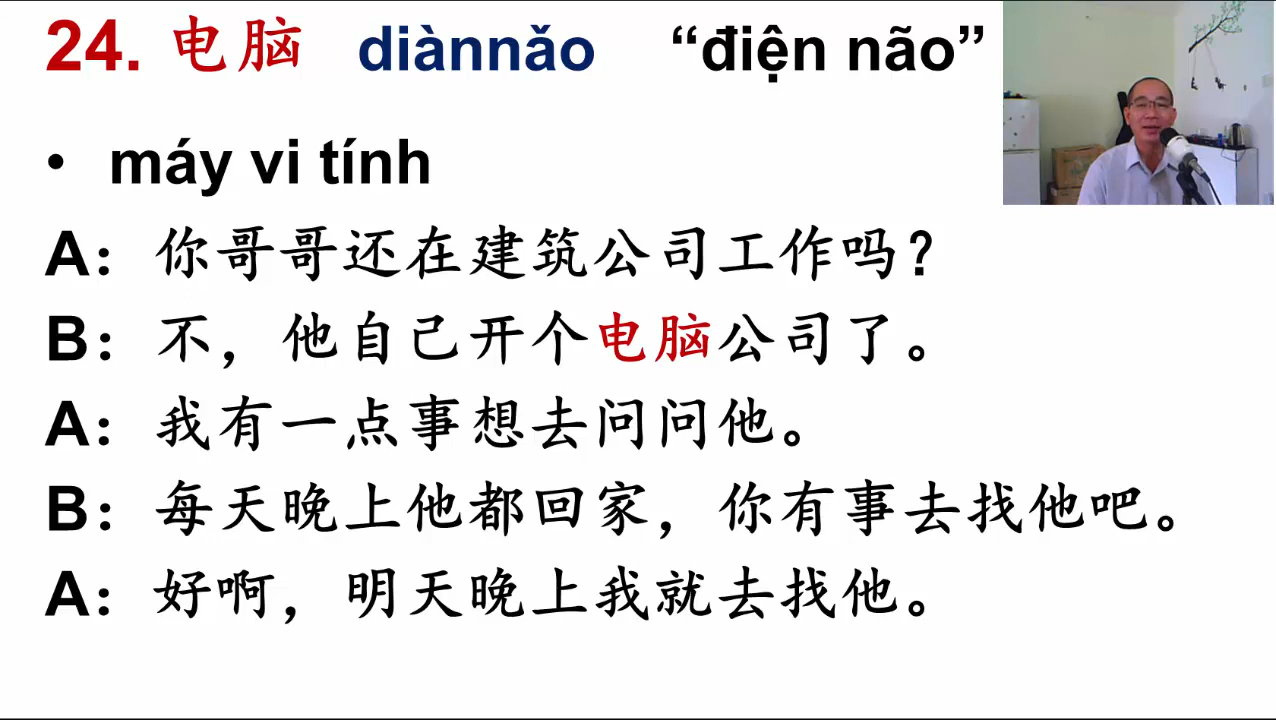 24. 电脑 diànnǎo “điện não”
• máy vi tính
A：你哥哥还在建筑公司工作吗？
B：不，他自己开个电脑公司了。
A：我有一点事想去问问他。
B：每天晚上他都回家，你有事去找他吧。
A：好啊，明天晚上我就去找他。